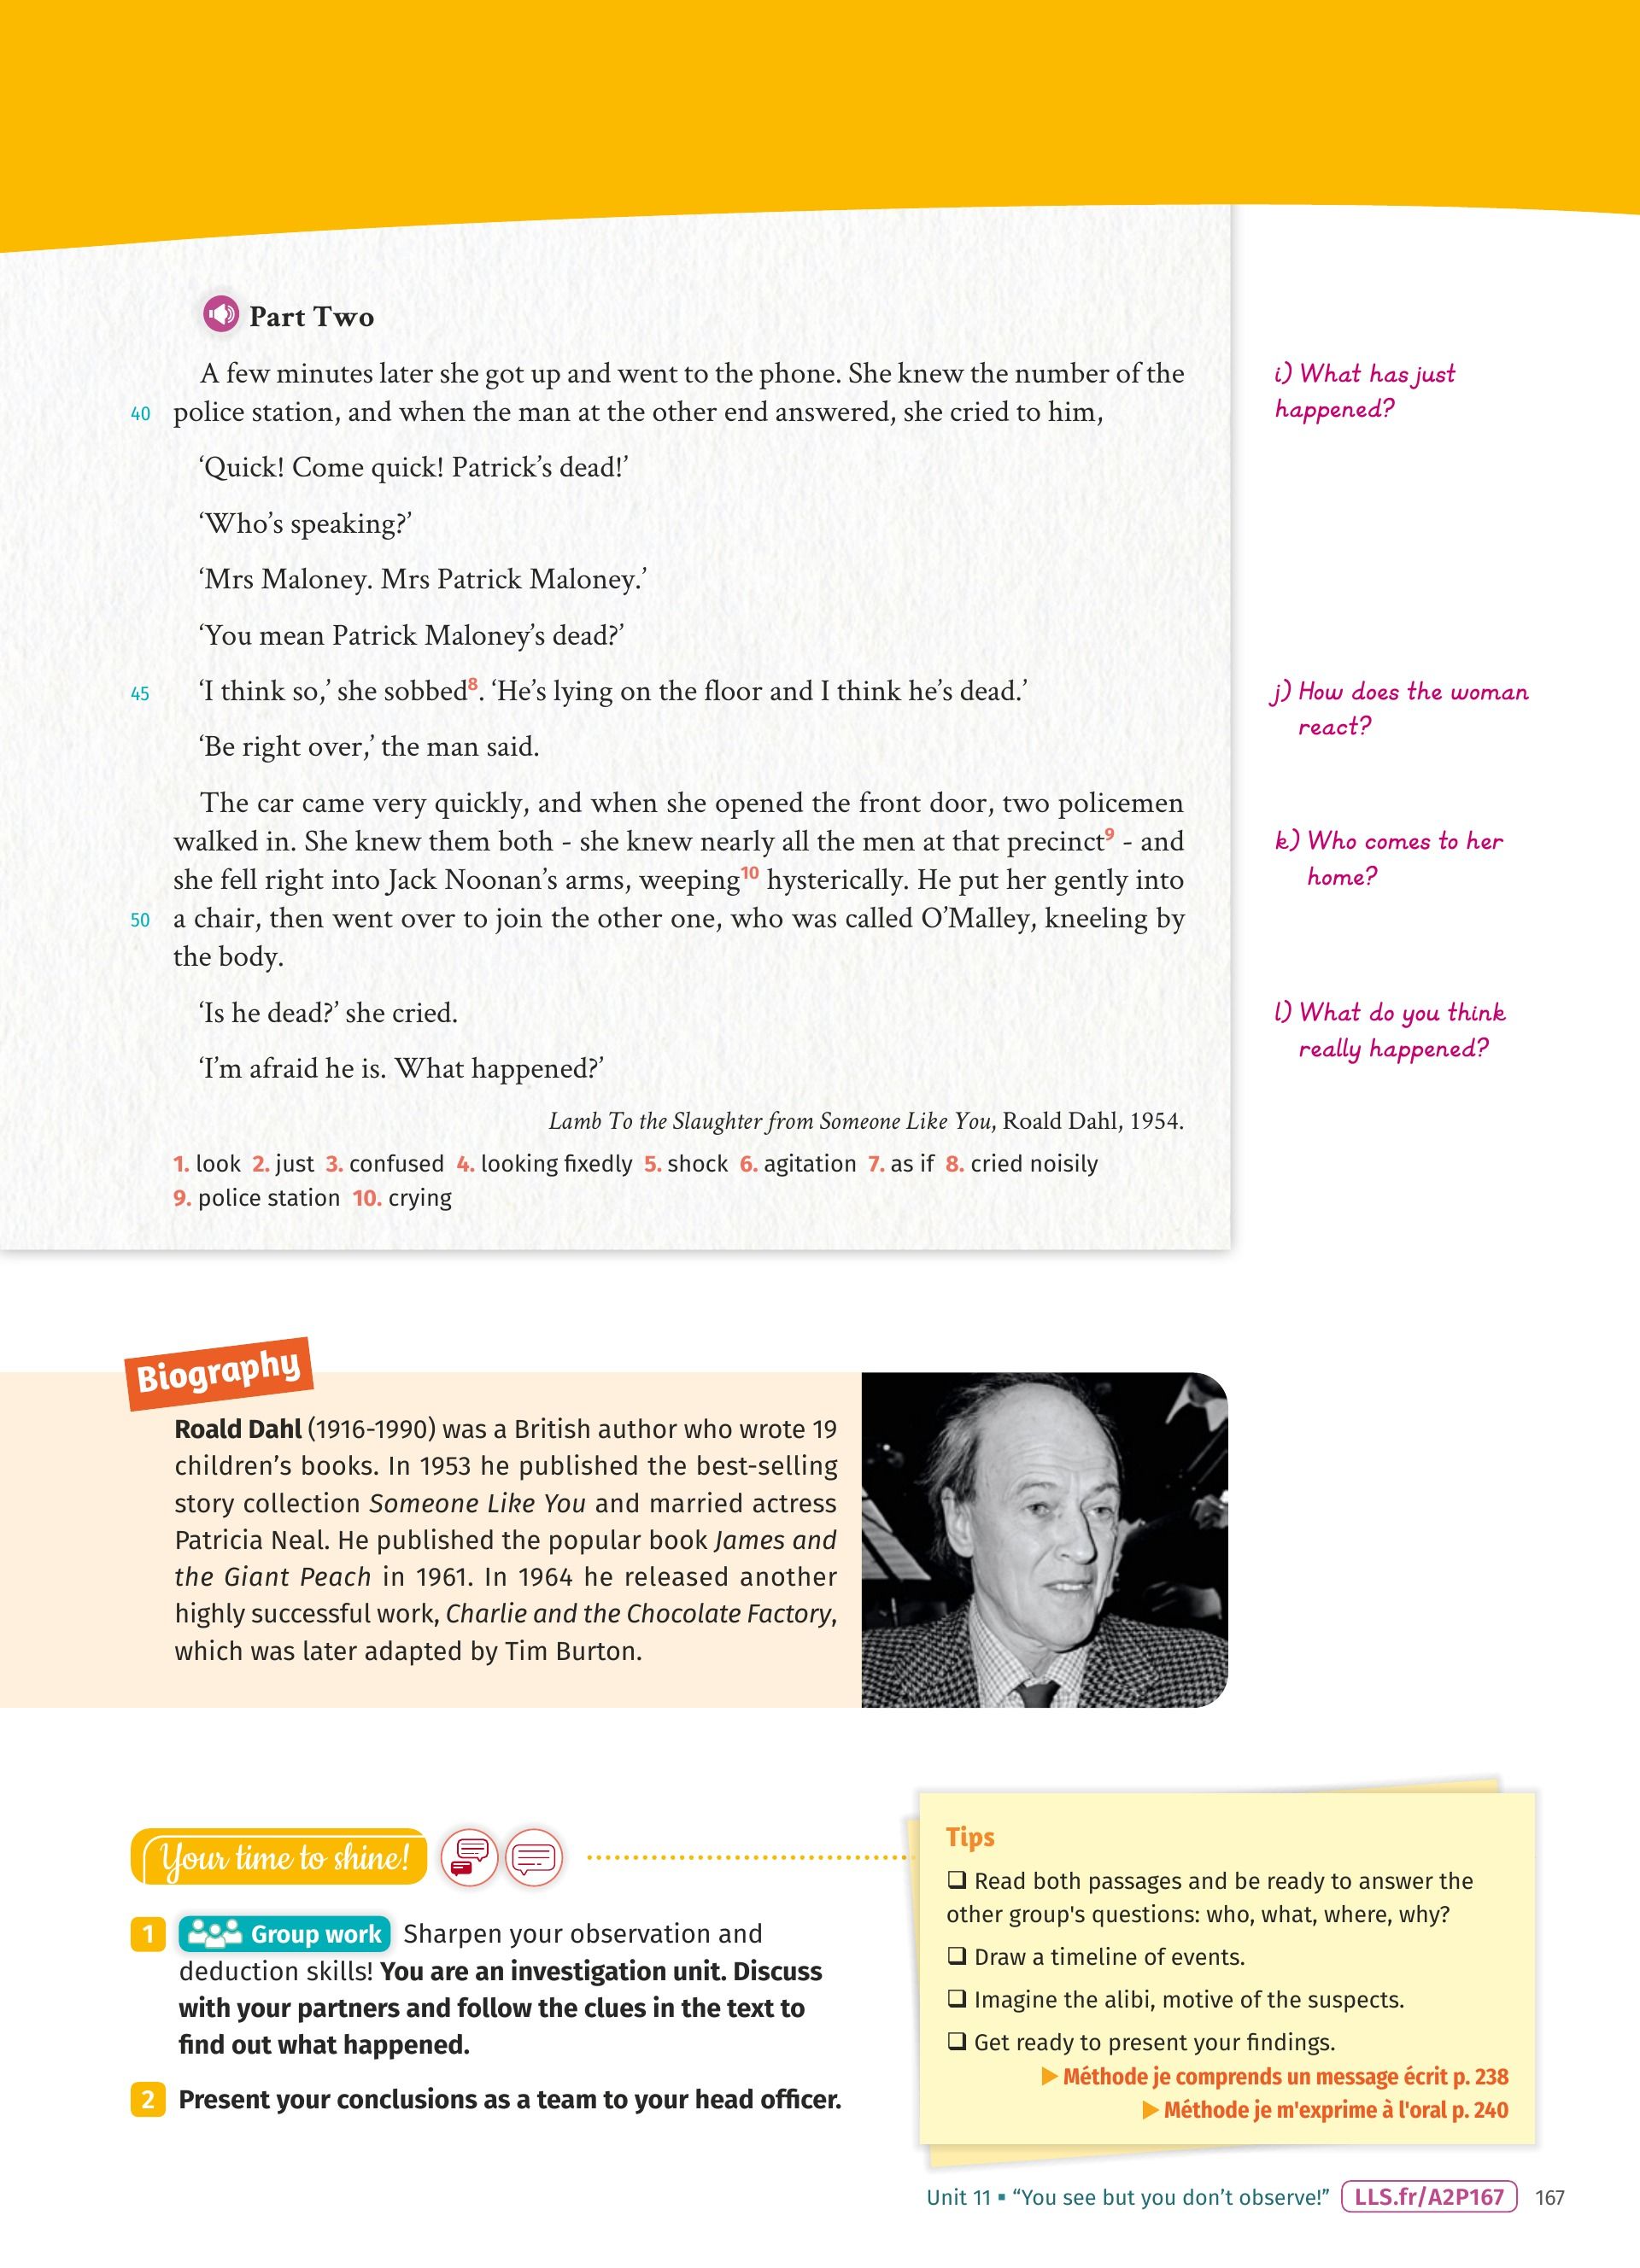 Part Two
A few minutes later she got up and went to the phone. She knew the number of the
40 police station, and when the man at the other end answered, she cried to him,
‘Quick! Come quick! Patrick’s dead!’
‘Who’s speaking?’
‘Mrs Maloney. Mrs Patrick Maloney.’
‘You mean Patrick Maloney’s dead?’
45 ‘I think so,’ she sobbed8. ‘He’s lying on the floor and I think he’s dead.’
‘Be right over,’ the man said.
The car came very quickly, and when she opened the front door, two policemen
walked in. She knew them both - she knew nearly all the men at that precinct9 - and
she fell right into Jack Noonan’s arms, weeping10 hysterically. He put her gently into
50 a chair, then went over to join the other one, who was called O’Malley, kneeling by
the body.
‘Is he dead?’ she cried.
‘I’m afraid he is. What happened?’
Lamb To the Slaughter from Someone Like You, Roald Dahl, 1954.
1. look 2. just 3. confused 4. looking fixedly 5. shock 6. agitation 7. as if 8. cried noisily
9. police station 10. crying
i) What has just
happened?
j) How does the woman
react?
k) Who comes to her
home?
l) What do you think
really happened?
Biography
Roald Dahl (1916-1990) was a British author who wrote 19
children’s books. In 1953 he published the best-selling
story collection Someone Like You and married actress
Patricia Neal. He published the popular book James and
the Giant Peach in 1961. In 1964 he released another
highly successful work, Charlie and the Chocolate Factory,
which was later adapted by Tim Burton.
Your time to shine!
1 Group work Sharpen your observation and
deduction skills! You are an investigation unit. Discuss
with your partners and follow the clues in the text to
find out what happened.
2 Present your conclusions as a team to your head officer.
Tips
❏ Read both passages and be ready to answer the
other group's questions: who, what, where, why?
❏ Draw a timeline of events.
❏ Imagine the alibi, motive of the suspects.
❏ Get ready to present your findings.
▶ Méthode je comprends un message écrit p. 238
▶ Méthode je m'exprime à l'oral p. 240
Unit 11 ▪ “You see but you don’t observe!” LLS.fr/A2P167 167